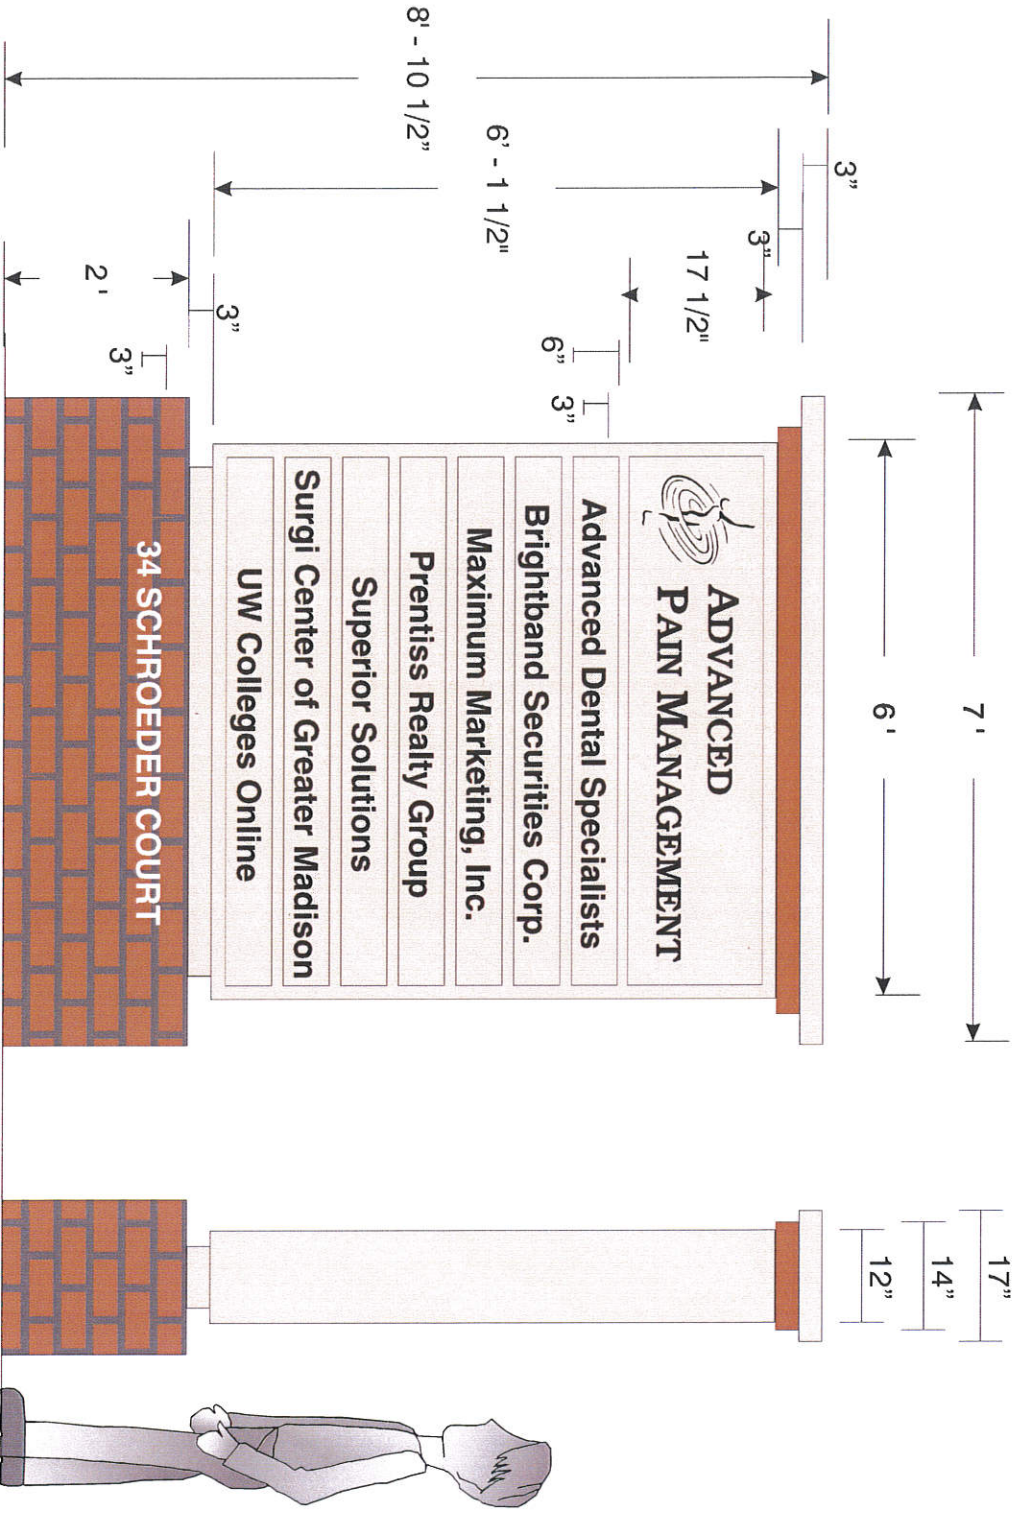 7'
6'
17"
14"
12"
3"
3"
8' - 10 1/2"
6' - 1 1/2"
17 1/2"
6"
3"
3"
2'
3"
ADVANCED
PAIN MANAGEMENT
Advanced Dental Specialists
Brightband Securities Corp.
Maximum Marketing, Inc.
Prentiss Realty Group
Superior Solutions
Surgi Center of Greater Madison
UW Colleges Online
34 SCHROEDER COURT